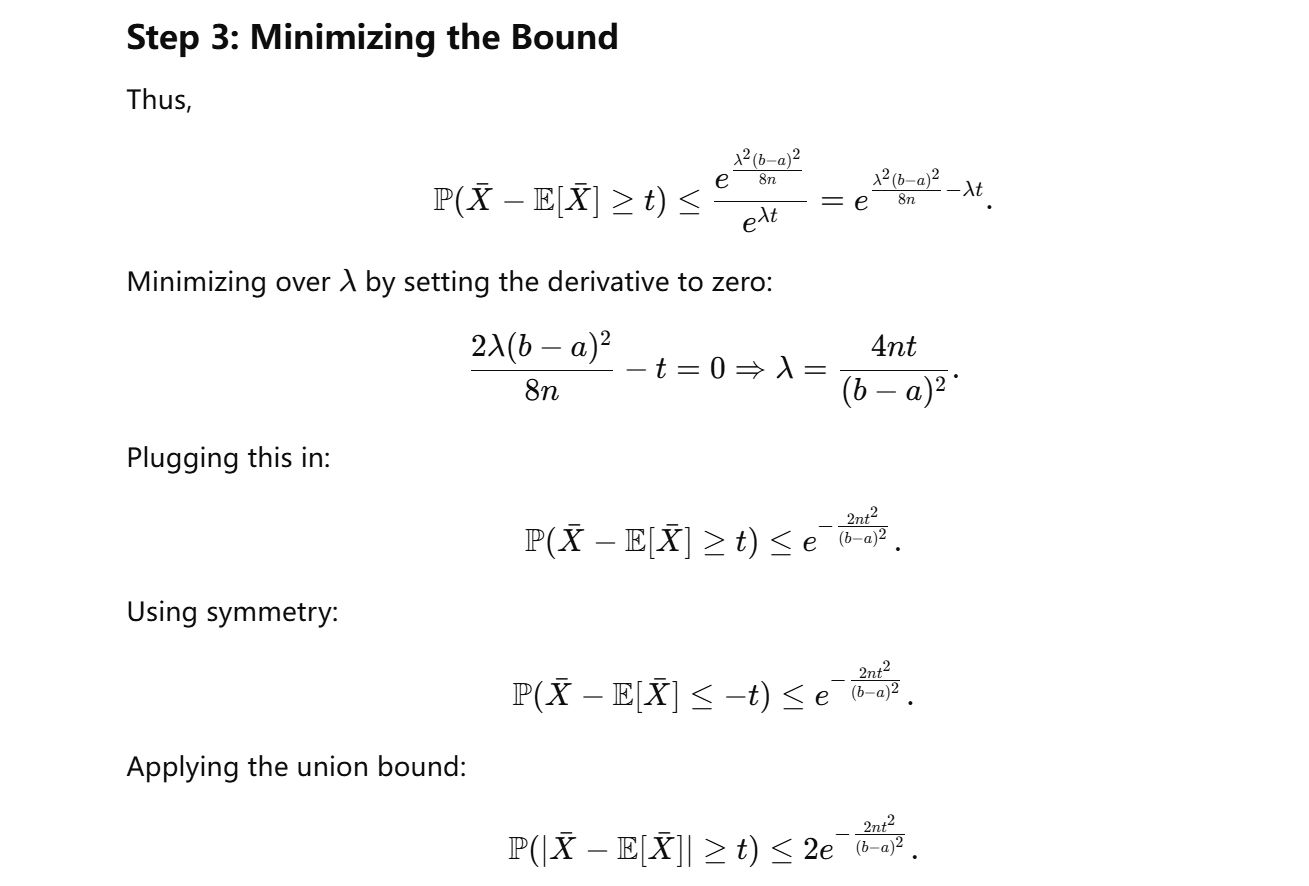 Step 3: Minimizing the Bound
Thus,
$$\mathbb{P}(\bar{X} - \mathbb{E}[\bar{X}] \geq t) \leq \frac{e^{\frac{\lambda^2(b-a)^2}{8n}}}{e^{\lambda t}} = e^{\frac{\lambda^2(b-a)^2}{8n} - \lambda t}.$$
Minimizing over $\lambda$ by setting the derivative to zero:
$$\frac{2\lambda(b-a)^2}{8n} - t = 0 \Rightarrow \lambda = \frac{4nt}{(b-a)^2}.$$
Plugging this in:
$$\mathbb{P}(\bar{X} - \mathbb{E}[\bar{X}] \geq t) \leq e^{-\frac{2nt^2}{(b-a)^2}}.$$
Using symmetry:
$$\mathbb{P}(\bar{X} - \mathbb{E}[\bar{X}] \leq -t) \leq e^{-\frac{2nt^2}{(b-a)^2}}.$$
Applying the union bound:
$$\mathbb{P}(|\bar{X} - \mathbb{E}[\bar{X}]| \geq t) \leq 2e^{-\frac{2nt^2}{(b-a)^2}}.$$